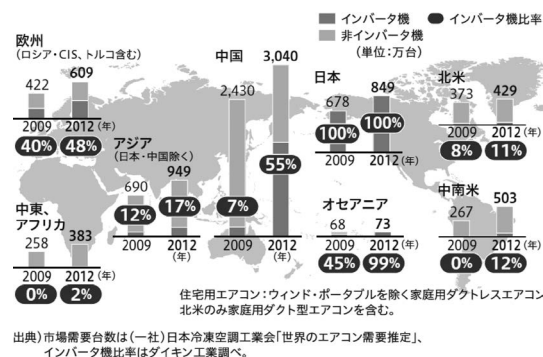 インバータ機 インバータ機比率
非インバータ機
(単位:万台)
欧州
(ロシア・CIS、トルコ含む)
422 609
2009 2012(年)
40% 48%
中国
2,430 3,040
7% 55%
2009 2012
(年)
日本
678 849
100% 100%
2009 2012(年)
北米
373 429
2009 2012(年)
8% 11%
アジア
(日本・中国除く)
690 949
12% 17%
2009 2012
(年)
中東、
アフリカ
258 383
2009 2012(年)
0% 2%
オセアニア
68 73
2009 2012(年)
45% 99%
中南米
267 503
2009 2012(年)
0% 12%
住宅用エアコン:ウィンド・ポータブルを除く家庭用ダクトレスエアコン
北米のみ家庭用ダクト型エアコンを含む。
出典)市場需要台数は(一社)日本冷凍空調工業会「世界のエアコン需要推定」、
インバータ機比率はダイキン工業調べ。